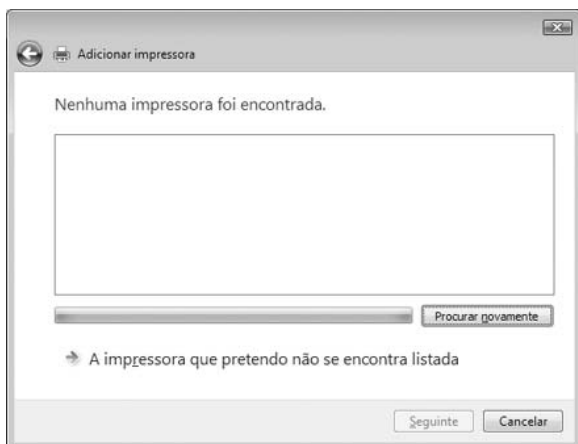 Adicionar impressora
Nenhuma impressora foi encontrada.
Procurar novamente
A impressora que pretendo não se encontra listada
Seguinte
Cancelar